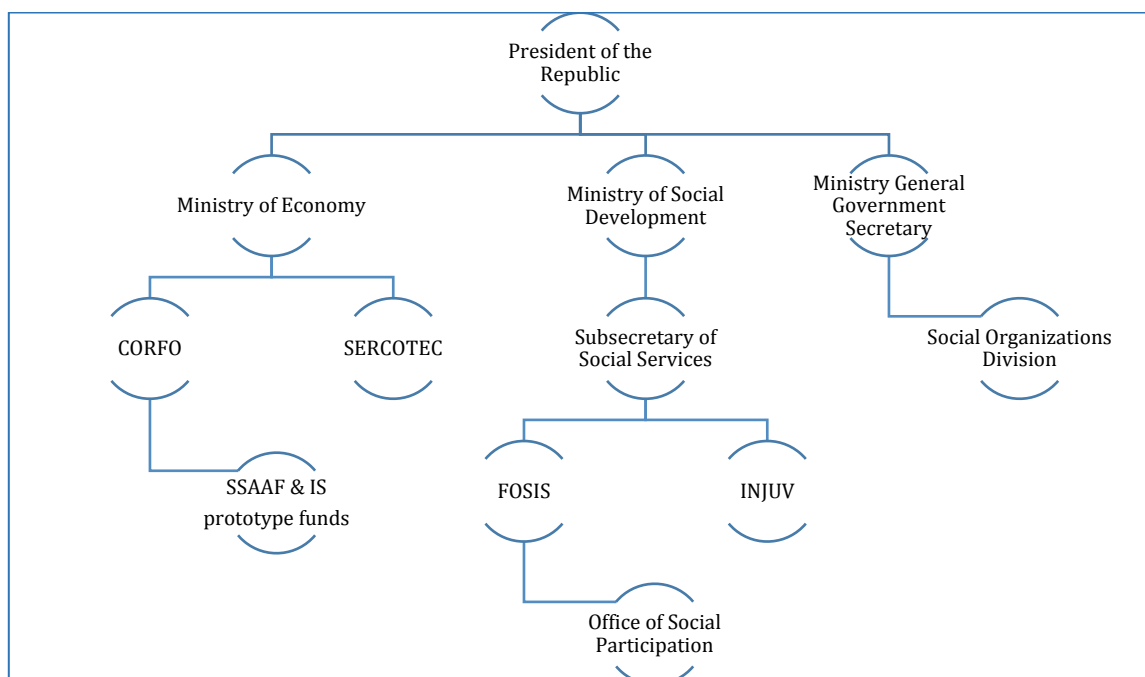 President of the
Republic
Ministry of Economy
Ministry of Social
Development
Ministry General
Government
Secretary
CORFO
SERCOTEC
Subsecretary of
Social Services
Social Organizations
Division
SSAAF & IS
prototype funds
FOSIS
INJUV
Office of Social
Participation